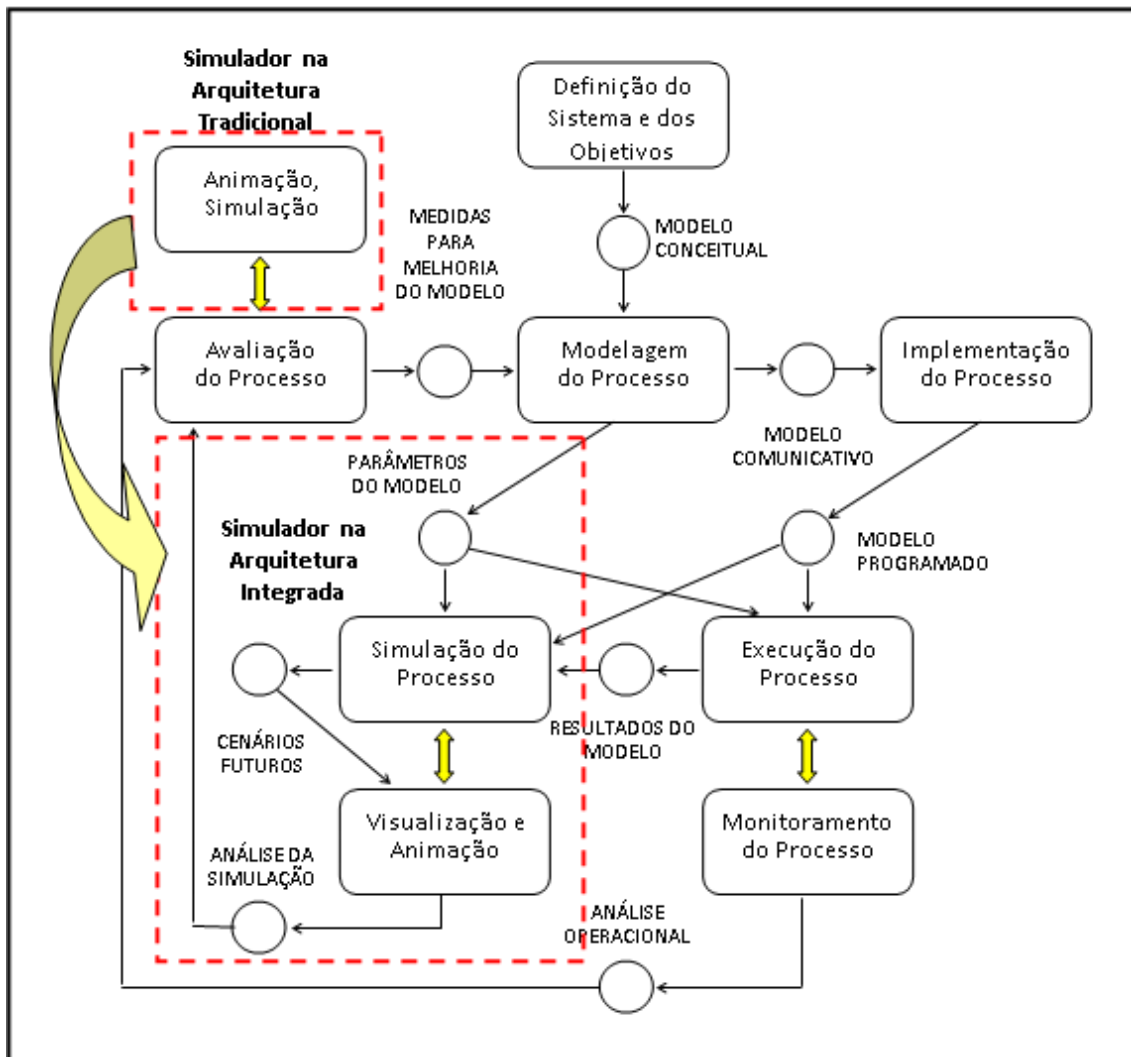 Simulador na
Arquitetura
Tradicional
Definição do
Sistema e dos
Objetivos
Animação,
Simulação
MEDIDAS
PARA
MELHORIA
DO MODELO
MODELO
CONCEITUAL
Avaliação
do Processo
Modelagem
do Processo
Implementação
do Processo
PARÂMETROS
DO MODELO
MODELO
COMUNICATIVO
Simulador na
Arquitetura
Integrada
MODELO
PROGRAMADO
Simulação do
Processo
Execução do
Processo
CENÁRIOS
FUTUROS
RESULTADOS DO
MODELO
Visualização e
Animação
Monitoramento
do Processo
ANÁLISE DA
SIMULAÇÃO
ANÁLISE
OPERACIONAL